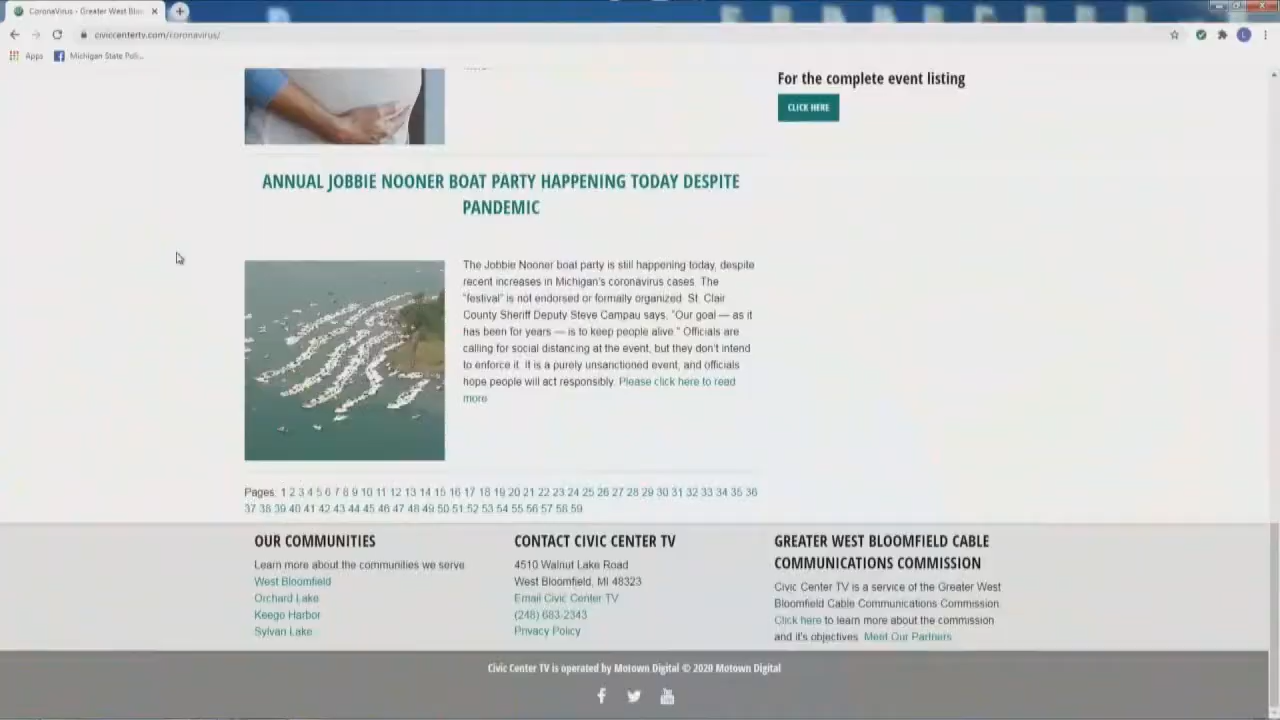 CoronaVirus - Greater West Bloo
civiccentertv.com/coronavirus/
Apps
Michigan State Poli...
For the complete event listing
CLICK HERE
ANNUAL JOBBIE NOONER BOAT PARTY HAPPENING TODAY DESPITE
PANDEMIC
The Jobbie Nooner boat party is still happening today, despite
recent increases in Michigan's coronavirus cases. The
"festival" is not endorsed or formally organized. St. Clair
County Sheriff Deputy Steve Campau says, "Our goal — as it
has been for years — is to keep people alive." Officials are
calling for social distancing at the event, but they don't intend
to enforce it. It is a purely unsanctioned event, and officials
hope people will act responsibly. Please click here to read
more.
Pages: 1 2 3 4 5 6 7 8 9 10 11 12 13 14 15 16 17 18 19 20 21 22 23 24 25 26 27 28 29 30 31 32 33 34 35 36
37 38 39 40 41 42 43 44 45 46 47 48 49 50 51 52 53 54 55 56 57 58 59
OUR COMMUNITIES
Learn more about the communities we serve
West Bloomfield
Orchard Lake
Keego Harbor
Sylvan Lake
CONTACT CIVIC CENTER TV
4510 Walnut Lake Road
West Bloomfield, MI 48323
Email Civic Center TV
(248) 683-2343
Privacy Policy
GREATER WEST BLOOMFIELD CABLE
COMMUNICATIONS COMMISSION
Civic Center TV is a service of the Greater West
Bloomfield Cable Communications Commission.
Click here to learn more about the commission
and it's objectives. Meet Our Partners
Civic Center TV is operated by Motown Digital © 2020 Motown Digital